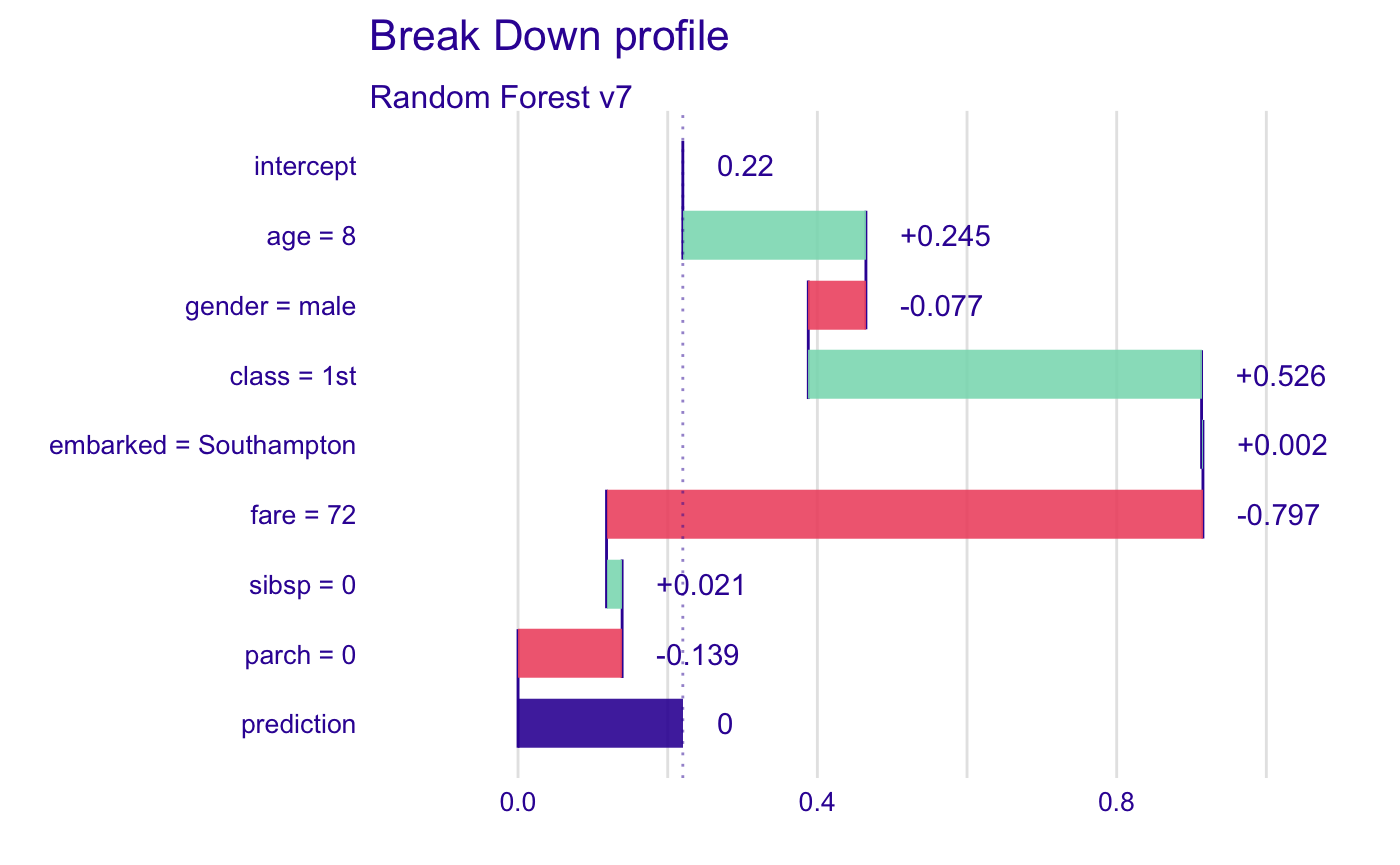 Break Down profile
Random Forest v7
intercept 0.22
age = 8 +0.245
gender = male -0.077
class = 1st +0.526
embarked = Southampton +0.002
fare = 72 -0.797
sibsp = 0 +0.021
parch = 0 -0.139
prediction 0
0.0 0.4 0.8